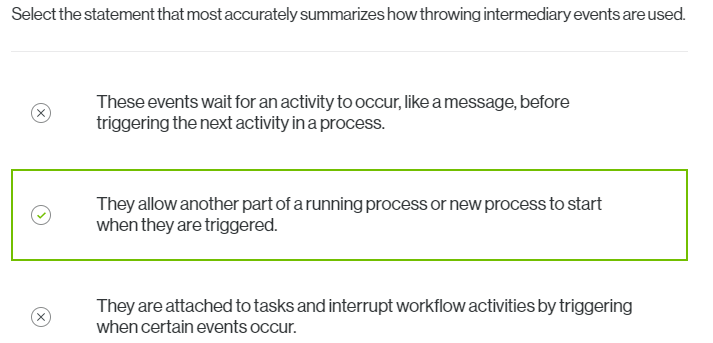 Select the statement that most accurately summarizes how throwing intermediary events are used.
These events wait for an activity to occur, like a message, before
triggering the next activity in a process.
They allow another part of a running process or new process to start
when they are triggered.
They are attached to tasks and interrupt workflow activities by triggering
when certain events occur.